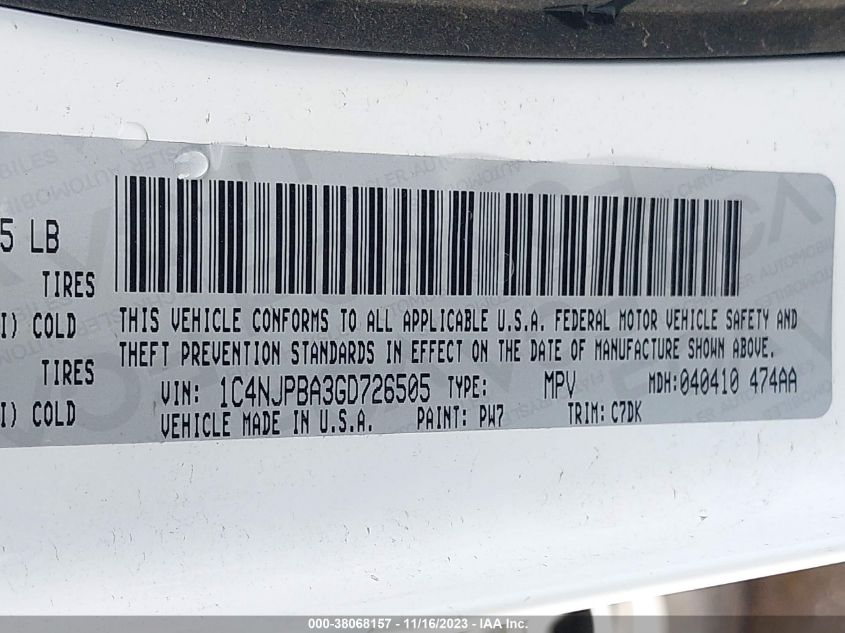 5 LB
TIRES
I) COLD
TIRES
I) COLD
THIS VEHICLE CONFORMS TO ALL APPLICABLE U.S.A. FEDERAL MOTOR VEHICLE SAFETY AND
THEFT PREVENTION STANDARDS IN EFFECT ON THE DATE OF MANUFACTURE SHOWN ABOVE.
VIN: 1C4NJPBA3GD726505 TYPE: MPV MDH:040410 474AA
VEHICLE MADE IN U.S.A. PAINT: PW7 TRIM: C7DK
000-38068157 - 11/16/2023 - IAA Inc.